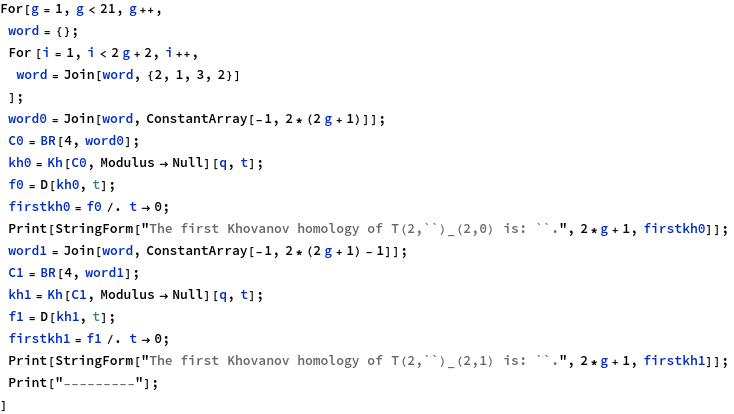 For[g = 1, g < 21, g++,
word = {};
For [i = 1, i < 2 g + 2, i ++,
word = Join[word, {2, 1, 3, 2}]
];
word0 = Join[word, ConstantArray[-1, 2 * (2 g + 1)]];
C0 = BR[4, word0];
kh0 = Kh[C0, Modulus → Null][q, t];
f0 = D[kh0, t];
firstkh0 = f0 /. t → 0;
Print[StringForm["The first Khovanov homology of T(2,``)_(2,0) is: ``.", 2 * g + 1, firstkh0]];
word1 = Join[word, ConstantArray[-1, 2 * (2 g + 1) - 1]];
C1 = BR[4, word1];
kh1 = Kh[C1, Modulus → Null][q, t];
f1 = D[kh1, t];
firstkh1 = f1 /. t → 0;
Print[StringForm["The first Khovanov homology of T(2,``)_(2,1) is: ``.", 2 * g + 1, firstkh1]];
Print["---------"];
]